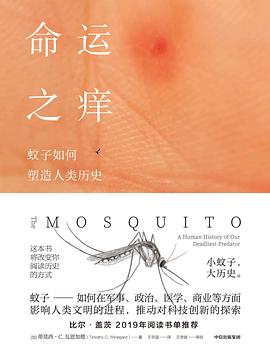 命 运
之 痒
蚊子如何
塑造人类历史
The
MOSQUITO
A Human History of Our
Deadliest Predator
这本书
将改变你
阅读历史
的方式
小蚊子，
大历史。
蚊子 —— 如何在军事、政治、医学、商业等方面
影响人类文明的进程，推动对科技创新的探索
比尔·盖茨 2019年阅读书单推荐
[加] 蒂莫西·C. 瓦恩加德 (Timothy C. Winegard) 著
中信出版集团